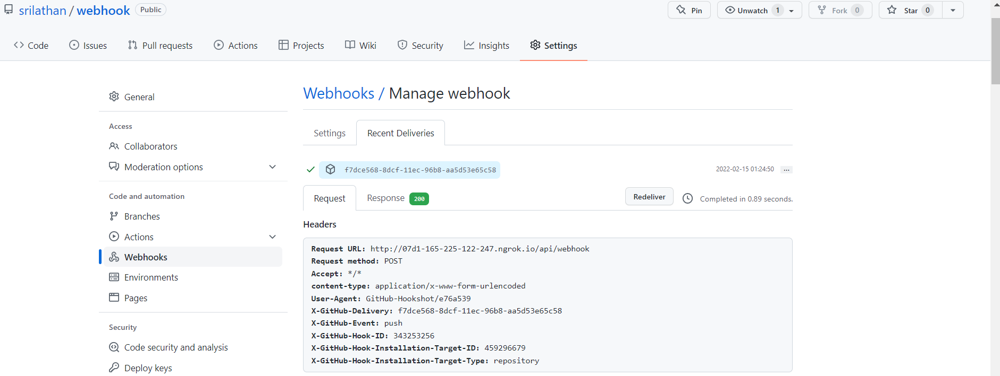 srilathan / webhook Public
Pin Unwatch 1 Fork 0 Star 0
Code Issues Pull requests Actions Projects Wiki Security Insights Settings
General
Access
Collaborators
Moderation options
Code and automation
Branches
Actions
Webhooks
Environments
Pages
Security
Code security and analysis
Deploy keys
Webhooks / Manage webhook
Settings Recent Deliveries
f7dce568-8dcf-11ec-96b8-aa5d53e65c58 2022-02-15 01:24:50 ...
Request Response 200 Redeliver Completed in 0.89 seconds.
Headers
Request URL: http://07d1-165-225-122-247.ngrok.io/api/webhook
Request method: POST
Accept: */*
content-type: application/x-www-form-urlencoded
User-Agent: GitHub-Hookshot/e76a539
X-GitHub-Delivery: f7dce568-8dcf-11ec-96b8-aa5d53e65c58
X-GitHub-Event: push
X-GitHub-Hook-ID: 343253256
X-GitHub-Hook-Installation-Target-ID: 459296679
X-GitHub-Hook-Installation-Target-Type: repository